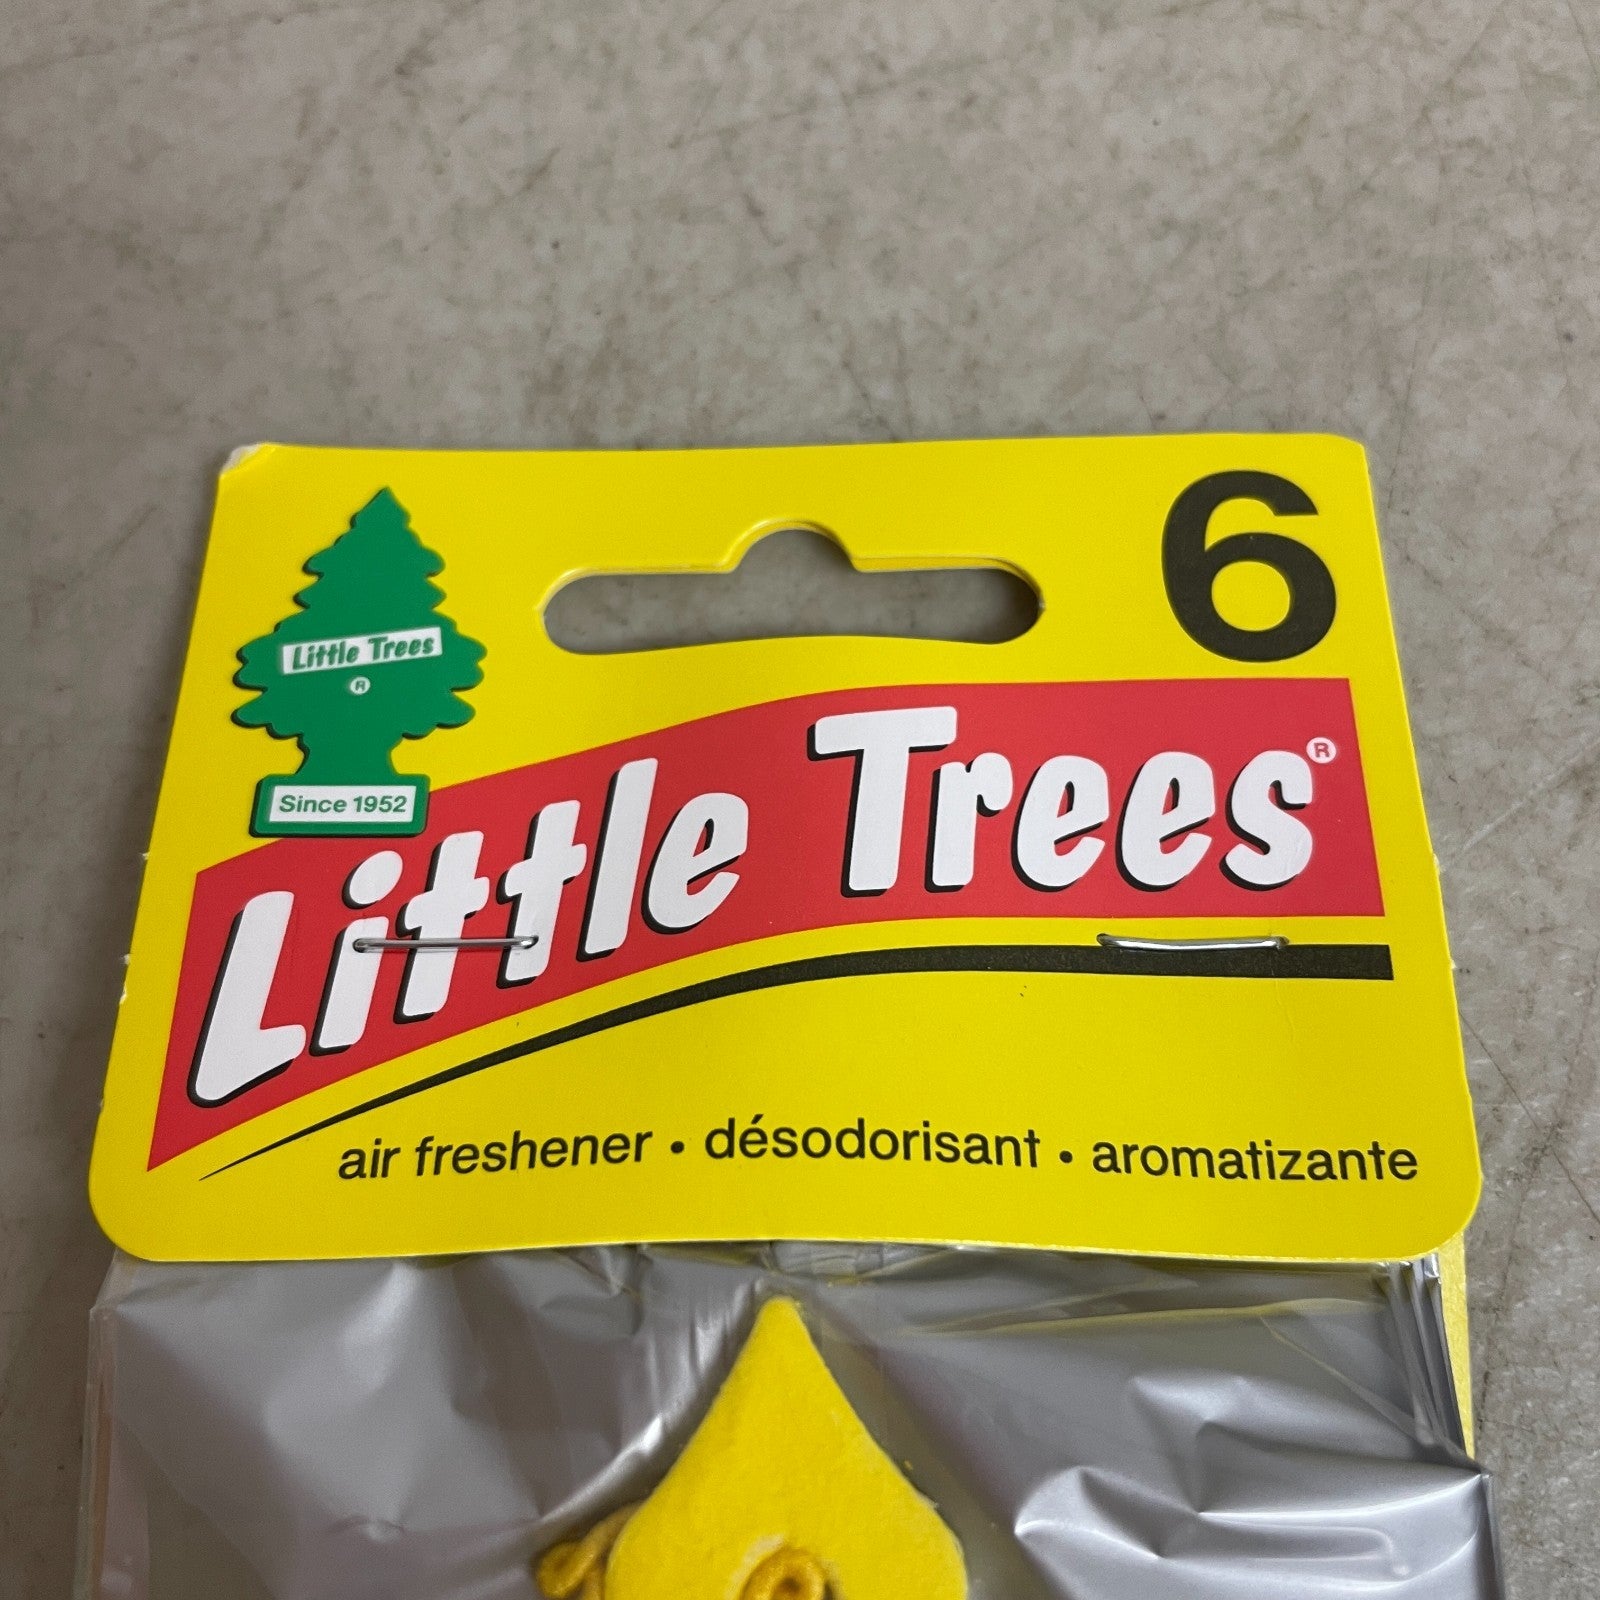 6
Little Trees
®
Since 1952
Little Trees®
air freshener • désodorisant • aromatizante